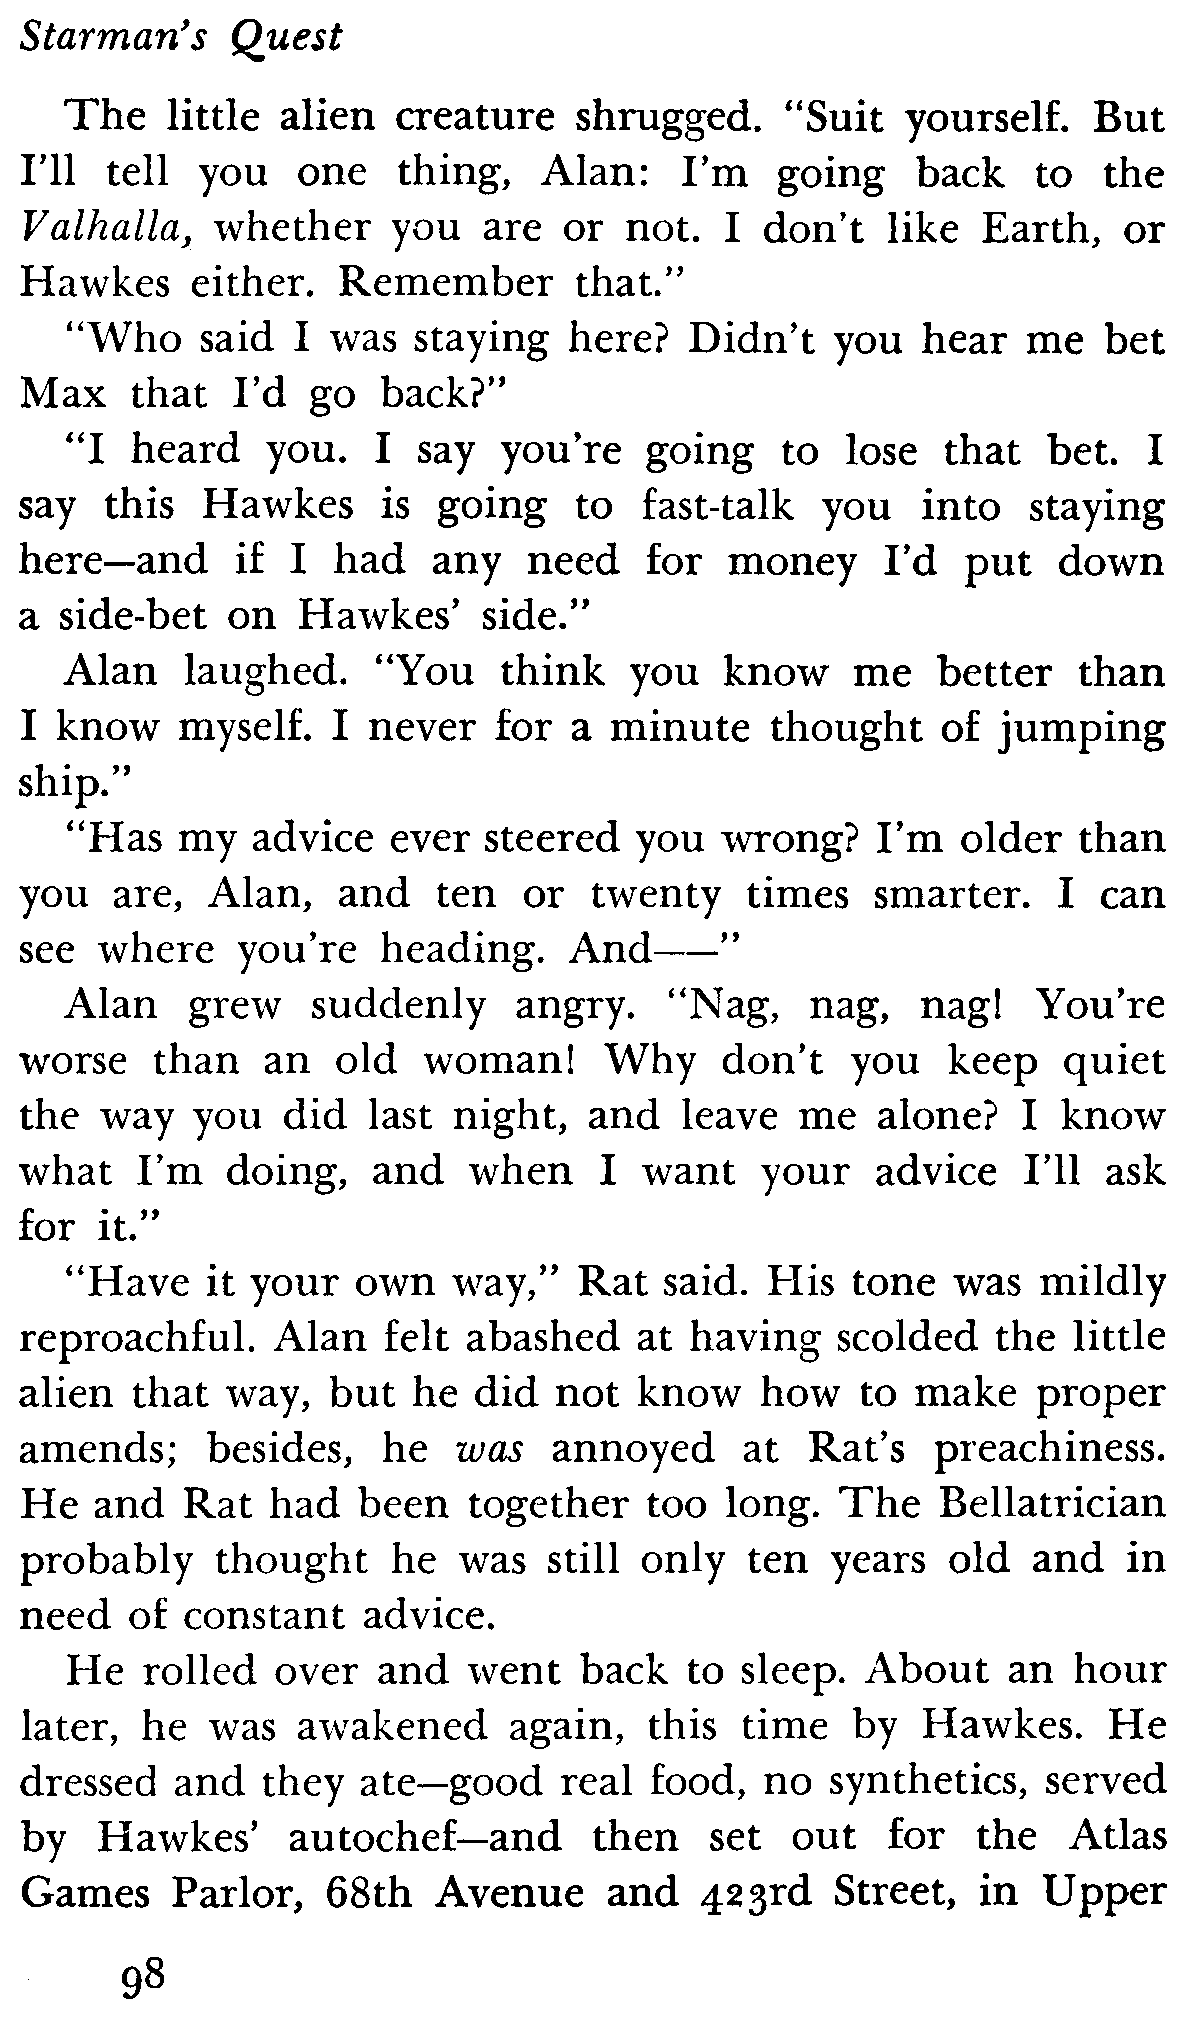 Starman's Quest
The little alien creature shrugged. “Suit yourself. But
I'll tell you one thing, Alan: I'm going back to the
Valhalla, whether you are or not. I don't like Earth, or
Hawkes either. Remember that.”
“Who said I was staying here? Didn't you hear me bet
Max that I'd go back?”
“I heard you. I say you're going to lose that bet. I
say this Hawkes is going to fast-talk you into staying
here—and if I had any need for money I'd put down
a side-bet on Hawkes' side.”
Alan laughed. “You think you know me better than
I know myself. I never for a minute thought of jumping
ship.”
“Has my advice ever steered you wrong? I'm older than
you are, Alan, and ten or twenty times smarter. I can
see where you're heading. And——”
Alan grew suddenly angry. “Nag, nag, nag! You're
worse than an old woman! Why don't you keep quiet
the way you did last night, and leave me alone? I know
what I'm doing, and when I want your advice I'll ask
for it.”
“Have it your own way,” Rat said. His tone was mildly
reproachful. Alan felt abashed at having scolded the little
alien that way, but he did not know how to make proper
amends; besides, he was annoyed at Rat's preachiness.
He and Rat had been together too long. The Bellatrician
probably thought he was still only ten years old and in
need of constant advice.
He rolled over and went back to sleep. About an hour
later, he was awakened again, this time by Hawkes. He
dressed and they ate—good real food, no synthetics, served
by Hawkes' autochef—and then set out for the Atlas
Games Parlor, 68th Avenue and 423rd Street, in Upper
98